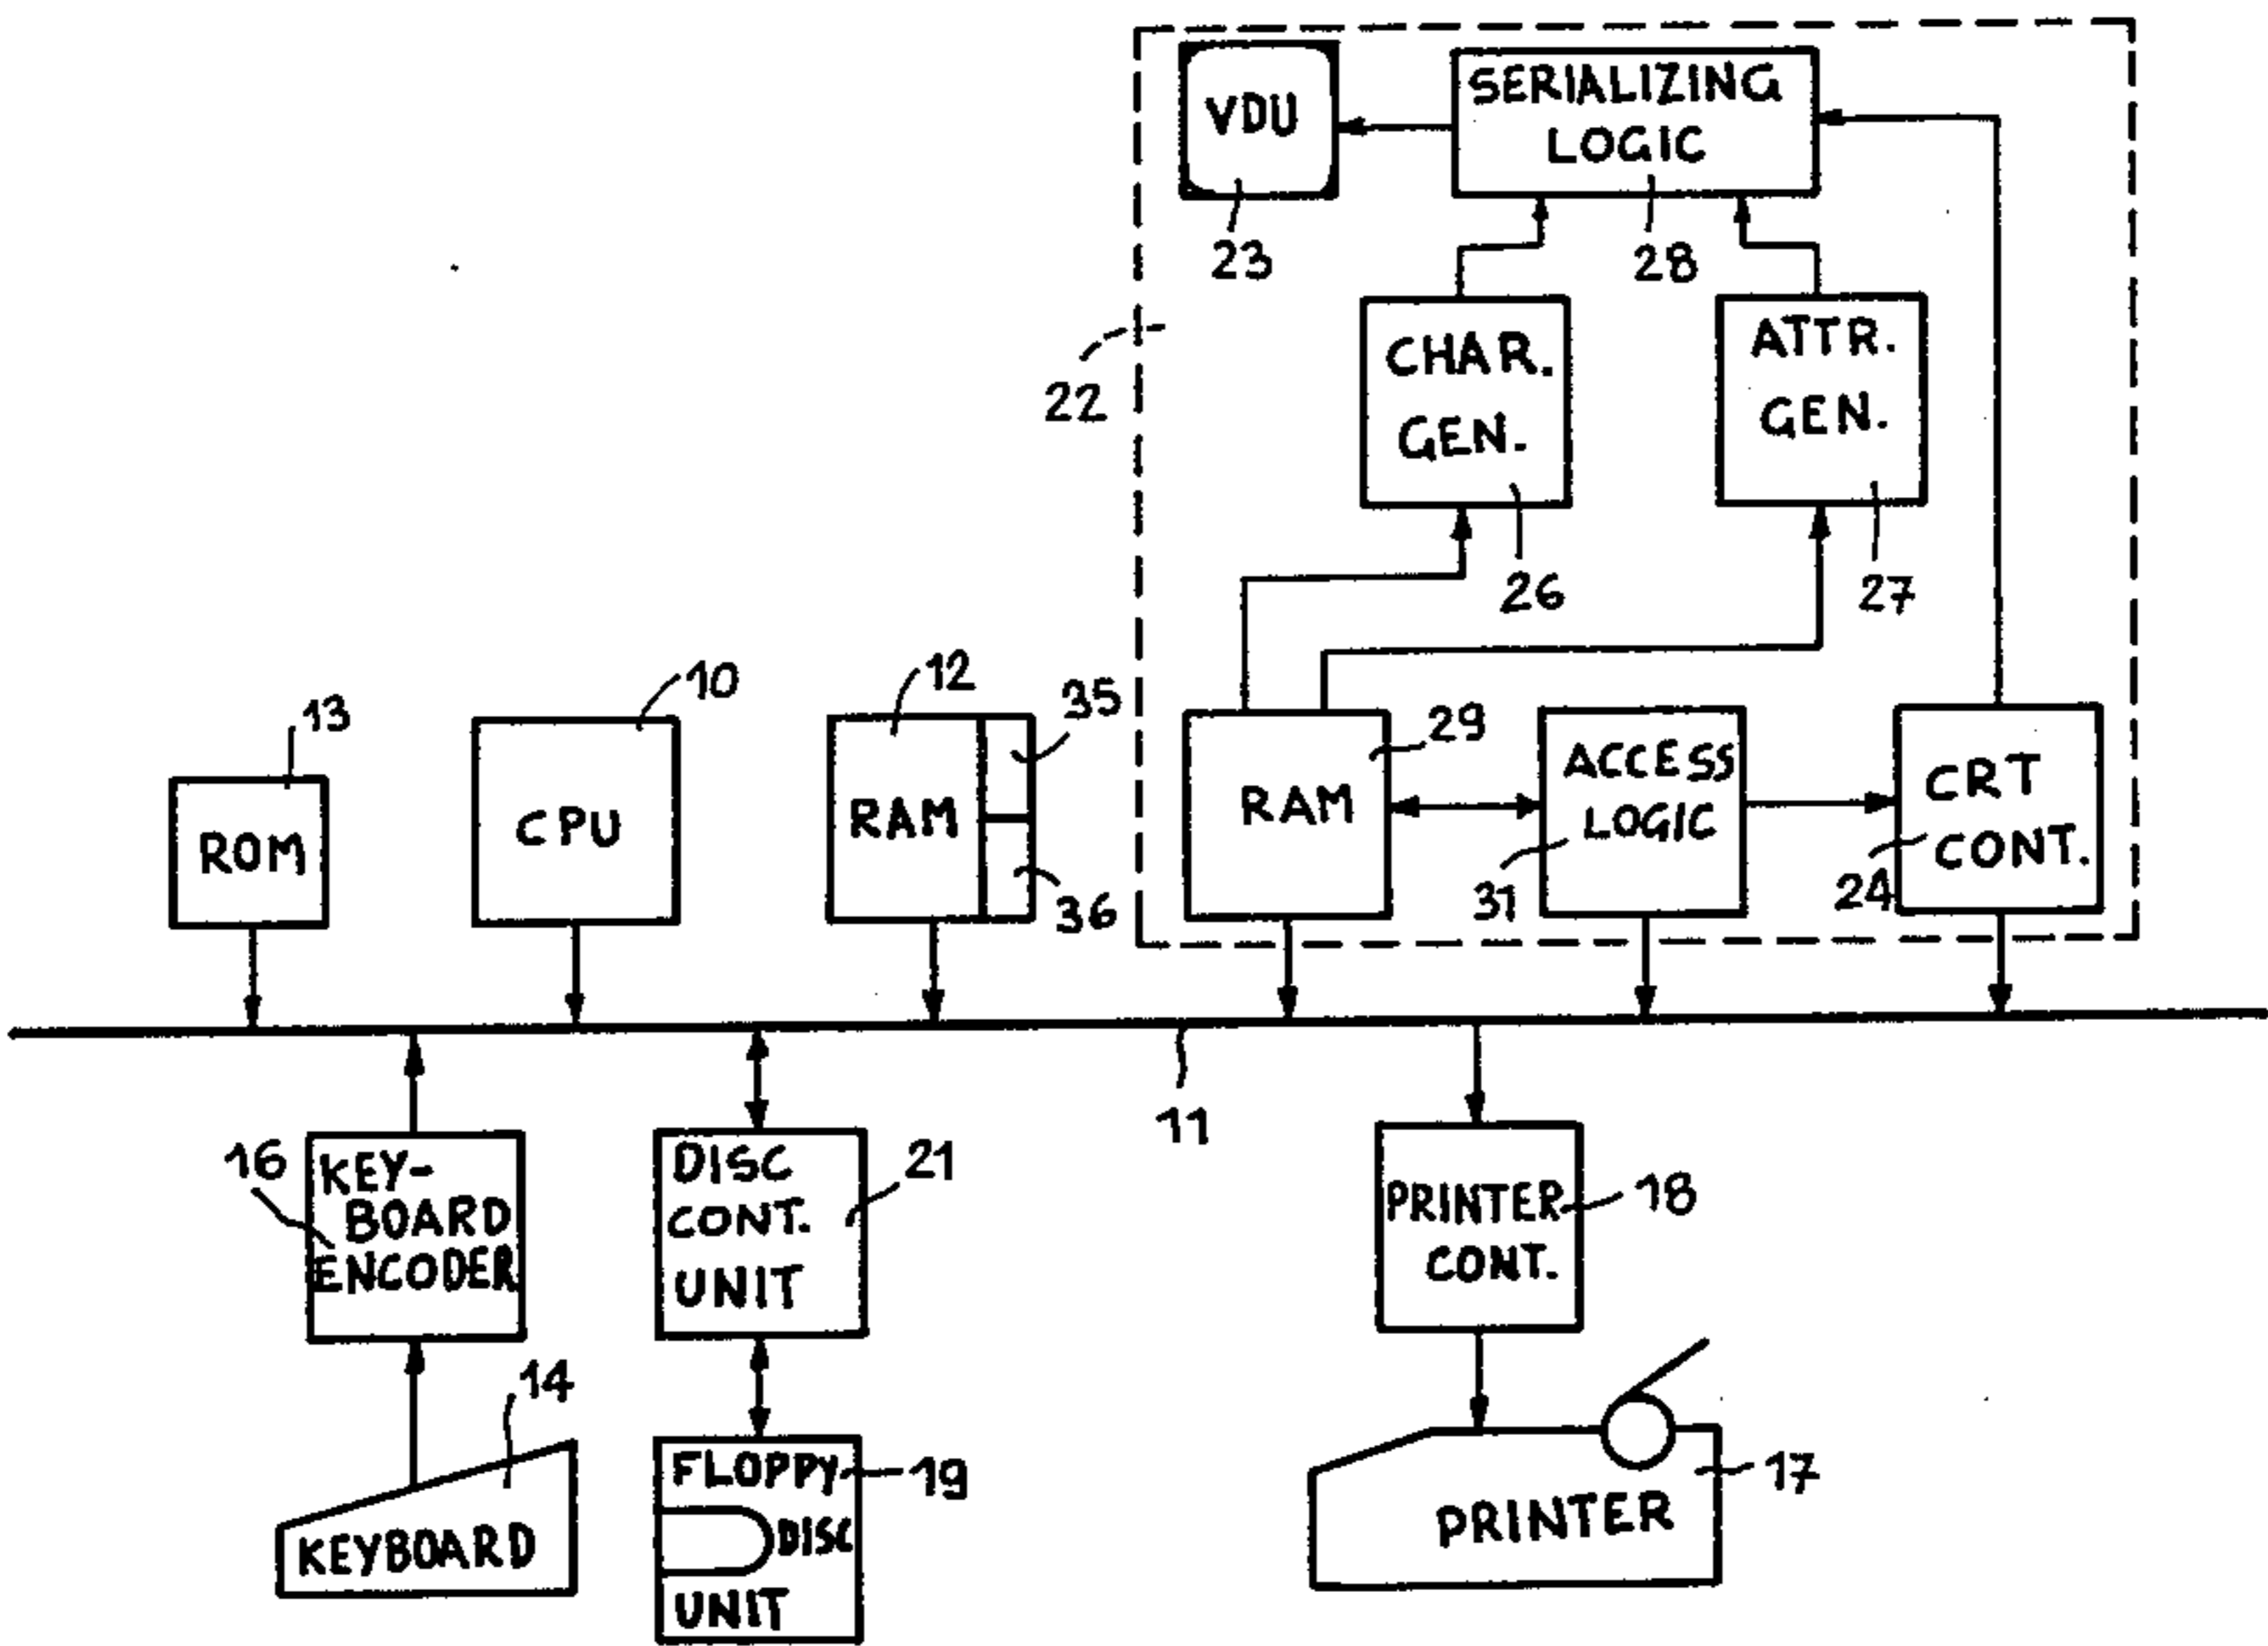 VDU
SERIALIZING
LOGIC
23
28
22
CHAR.
GEN.
ATTR.
GEN.
26
27
13
10
12
35
29
ROM
CPU
RAM
36
RAM
ACCESS
LOGIC
31
CRT
CONT.
24
11
16
KEY-
BOARD
ENCODER
DISC
CONT.
UNIT
21
PRINTER
CONT.
18
14
KEYBOARD
FLOPPY
DISC
UNIT
19
PRINTER
17